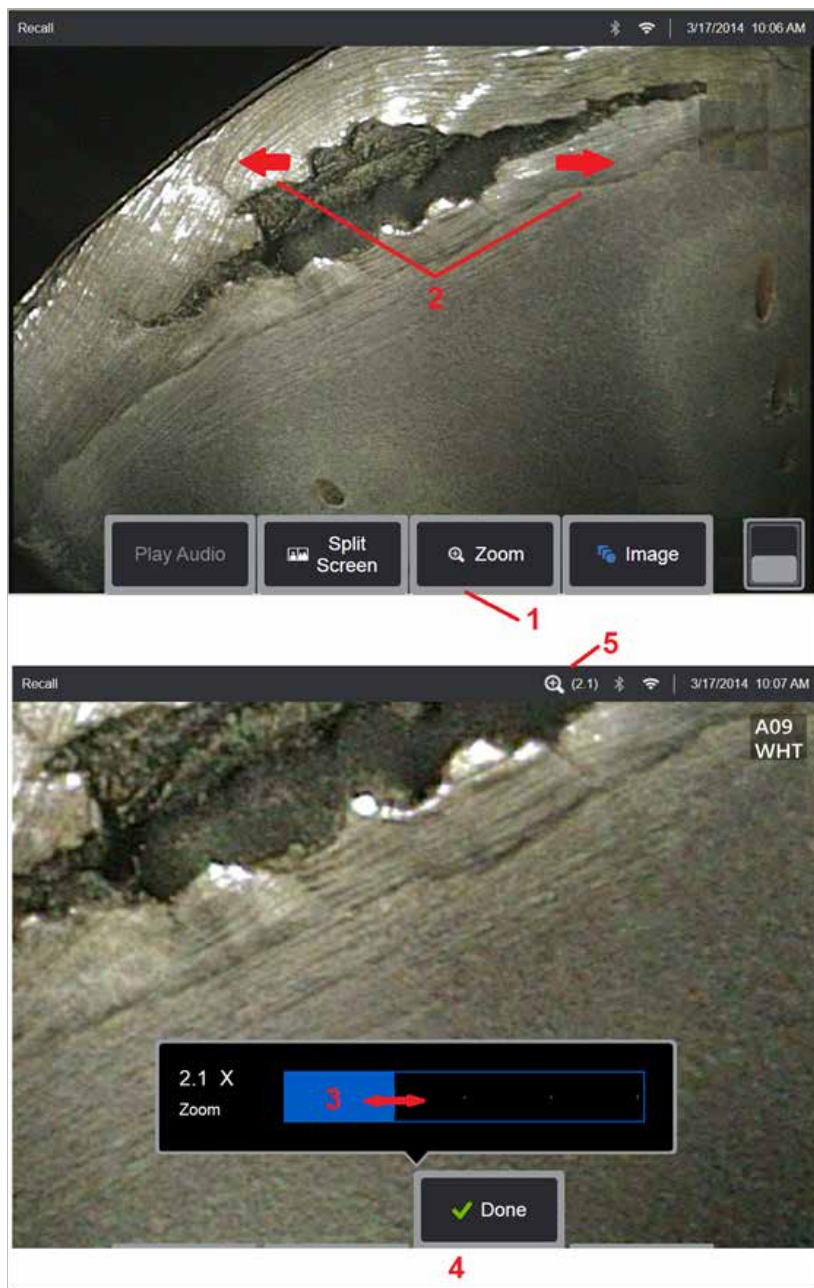 Recall 3/17/2014 10:06 AM
2
Play Audio
Split
Screen
Zoom
Image
1
5
Recall (2.1) 3/17/2014 10:07 AM
A09
WHT
2.1 X
Zoom
3
Done
4